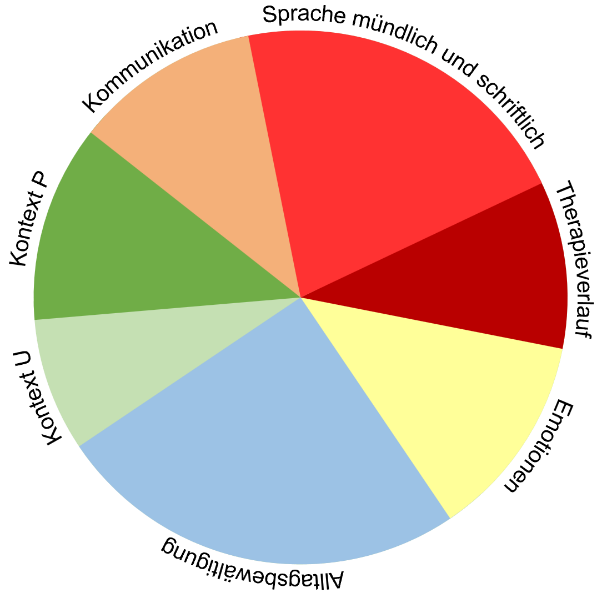 Sprache mündlich und schriftlich
Therapieverlauf
Emotionen
Alltagsbewältigung
Kontext U
Kontext P
Kommunikation